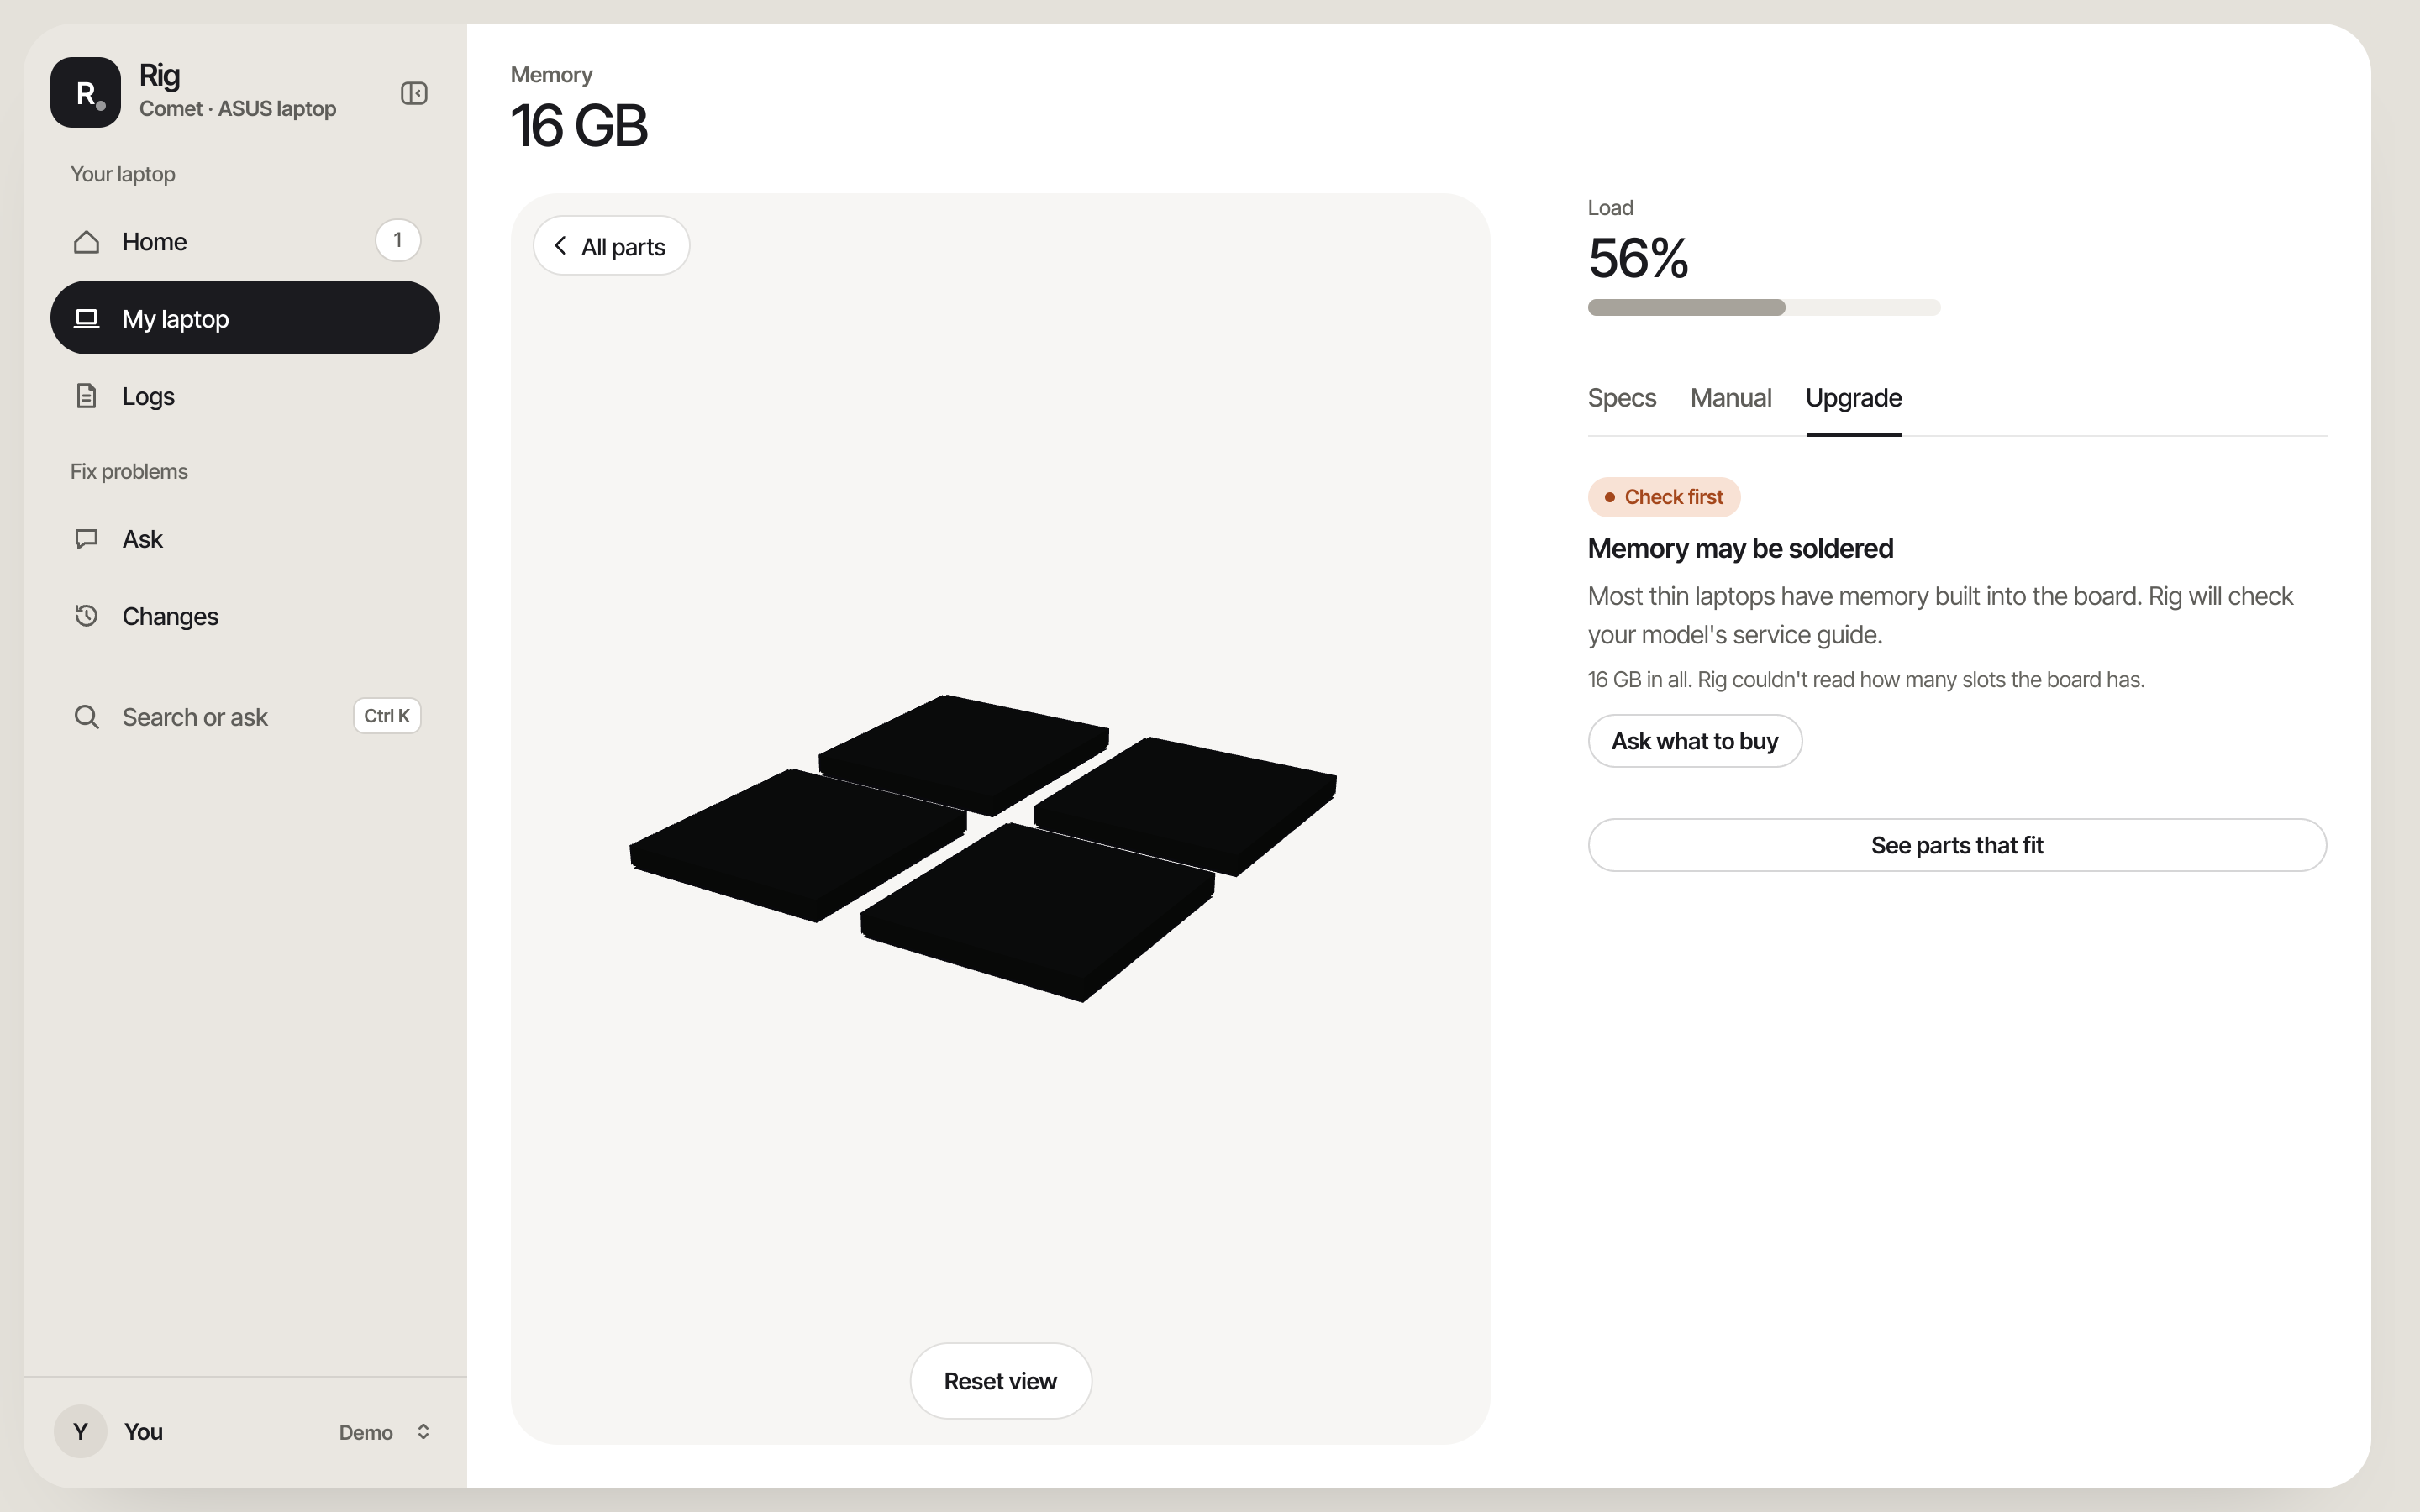 R.
Rig
Comet · ASUS laptop
Your laptop
Home
1
My laptop
Logs
Fix problems
Ask
Changes
Search or ask
Ctrl K
Y
You
Demo
Memory
16 GB
All parts
Reset view
Load
56%
Specs
Manual
Upgrade
Check first
Memory may be soldered
Most thin laptops have memory built into the board. Rig will check
your model's service guide.
16 GB in all. Rig couldn't read how many slots the board has.
Ask what to buy
See parts that fit